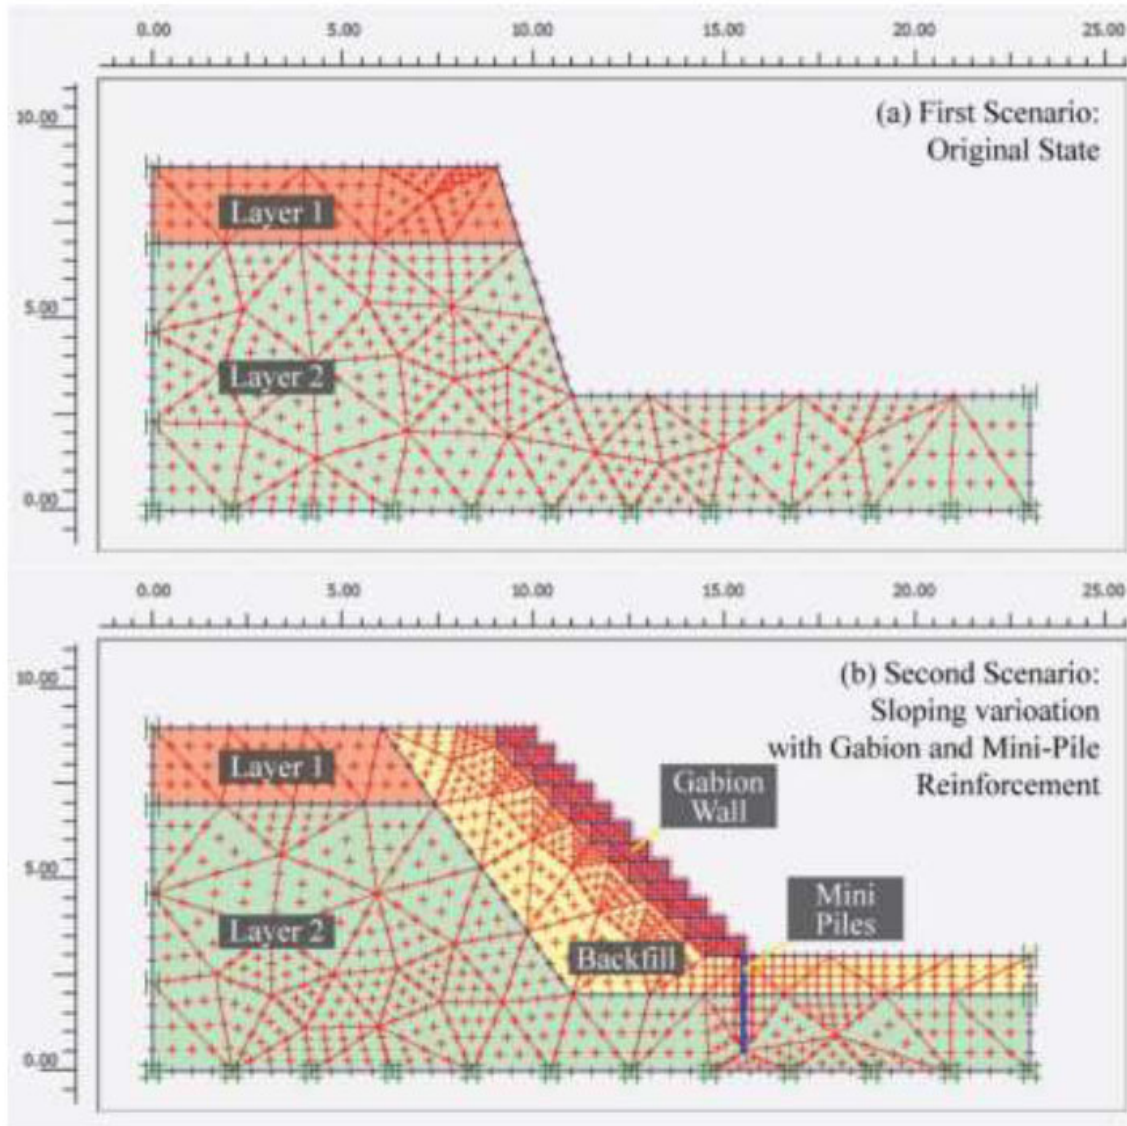 0.00 5.00 10.00 15.00 20.00 25.00
10.00
5.00
0.00
(a) First Scenario:
Original State
Layer 1
Layer 2
0.00 5.00 10.00 15.00 20.00 25.00
10.00
5.00
0.00
(b) Second Scenario:
Sloping varioation
with Gabion and Mini-Pile
Reinforcement
Layer 1
Gabion
Wall
Mini
Piles
Layer 2
Backfill